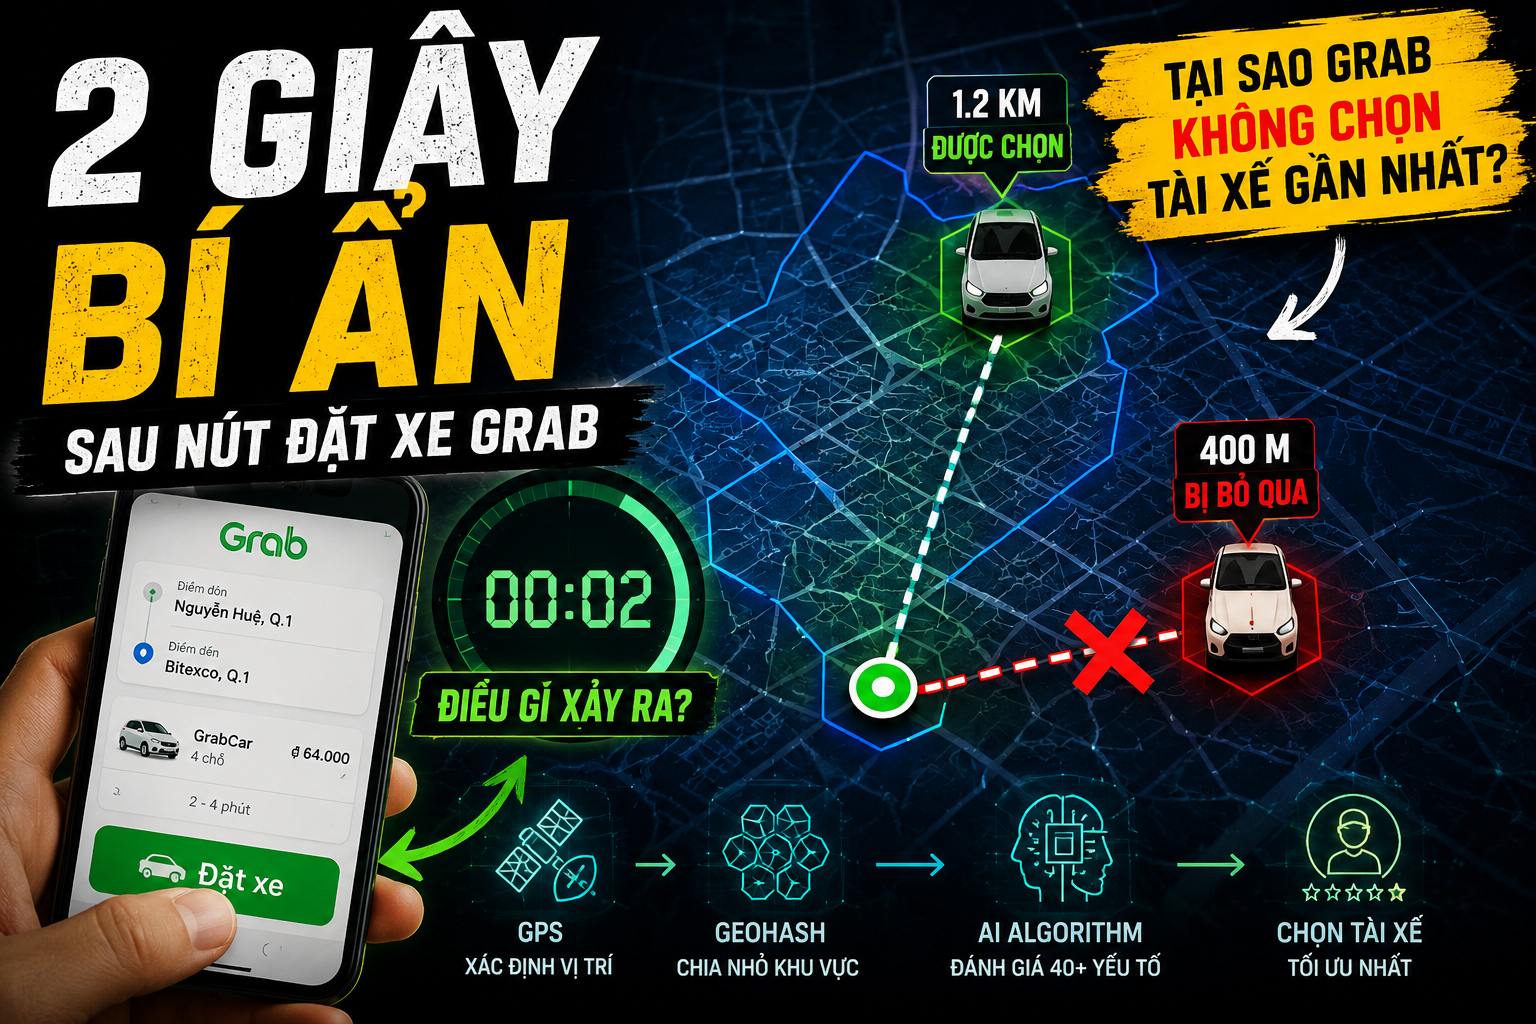 2 GIÂY
BÍ ẨN
SAU NÚT ĐẶT XE GRAB
TẠI SAO GRAB
KHÔNG CHỌN
TÀI XẾ GẦN NHẤT?
1.2 KM
ĐƯỢC CHỌN
400 M
BỊ BỎ QUA
Grab
Điểm đón
Nguyễn Huệ, Q.1
Điểm đến
Bitexco, Q.1
GrabCar
4 chỗ
₫ 64.000
2 - 4 phút
Đặt xe
00:02
ĐIỀU GÌ XẢY RA?
GPS
XÁC ĐỊNH VỊ TRÍ
GEOHASH
CHIA NHỎ KHU VỰC
AI ALGORITHM
ĐÁNH GIÁ 40+ YẾU TỐ
CHỌN TÀI XẾ
TỐI ƯU NHẤT